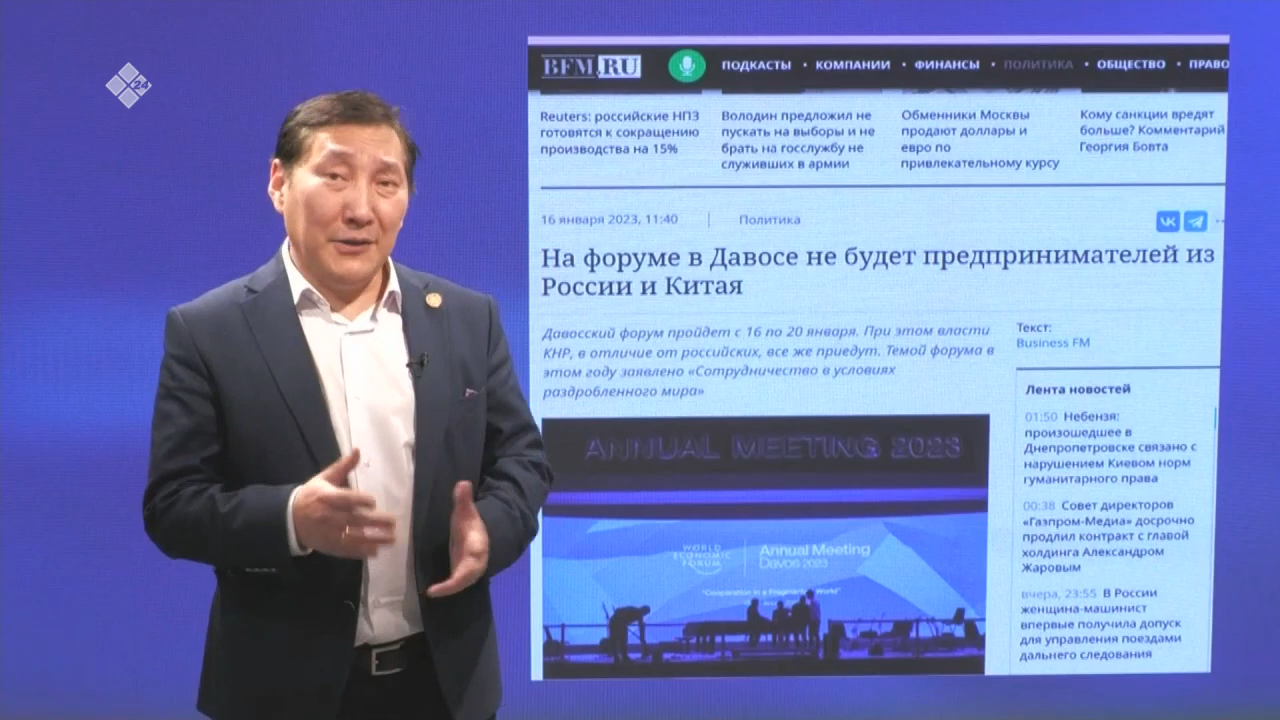 X24
BFM.RU
ПОДКАСТЫ • КОМПАНИИ • ФИНАНСЫ • ПОЛИТИКА • ОБЩЕСТВО • ПРАВО
Reuters: российские НПЗ
готовятся к сокращению
производства на 15%
Володин предложил не
пускать на выборы и не
брать на госслужбу не
служивших в армии
Обменники Москвы
продают доллары и
евро по
привлекательному курсу
Кому санкции вредят
больше? Комментарий
Георгия Бовта
16 января 2023, 11:40 | Политика
На форуме в Давосе не будет предпринимателей из
России и Китая
Давосский форум пройдет с 16 по 20 января. При этом власти
КНР, в отличие от российских, все же приедут. Темой форума в
этом году заявлено «Сотрудничество в условиях
раздробленного мира»
Текст:
Business FM
ANNUAL MEETING 2023
WORLD
ECONOMIC
FORUM
Annual Meeting
Davos 2023
"Cooperation in a Fragmented World"
Лента новостей
01:50 Небензя:
произошедшее в
Днепропетровске связано с
нарушением Киевом норм
гуманитарного права
00:38 Совет директоров
«Газпром-Медиа» досрочно
продлил контракт с главой
холдинга Александром
Жаровым
вчера, 23:55 В России
женщина-машинист
впервые получила допуск
для управления поездами
дальнего следования